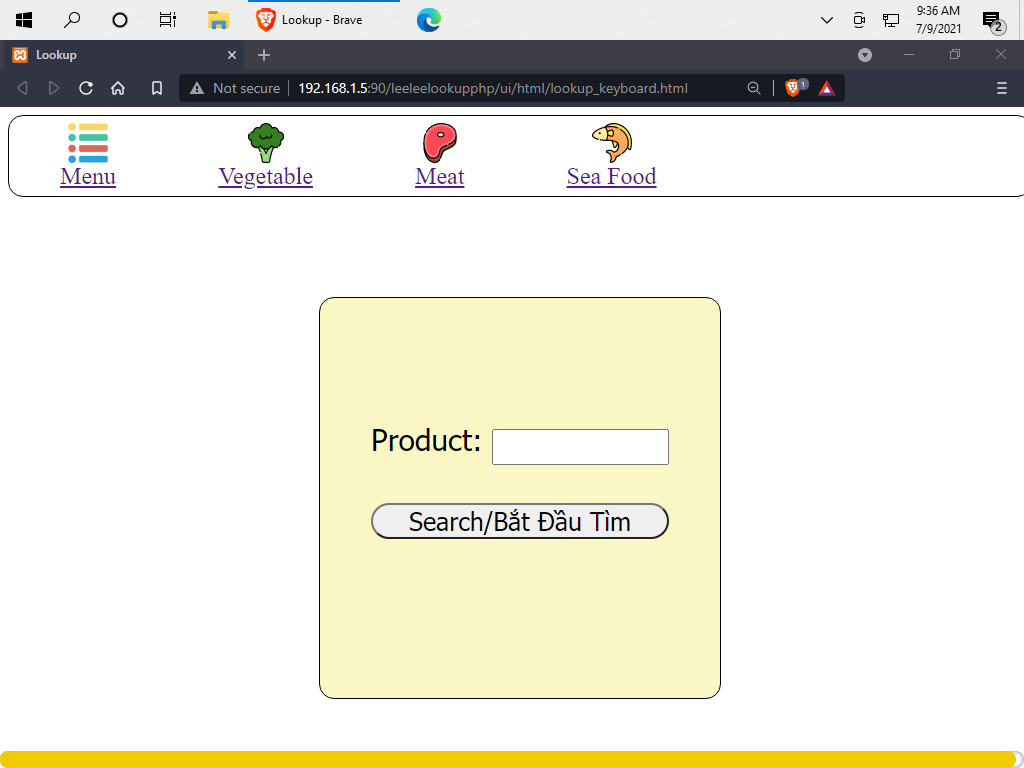 Lookup - Brave
9:36 AM
7/9/2021
2
Lookup
Not secure 192.168.1.5:90/leeleelookupphp/ui/html/lookup_keyboard.html
1
Menu Vegetable Meat Sea Food
Product:
Search/Bắt Đầu Tìm